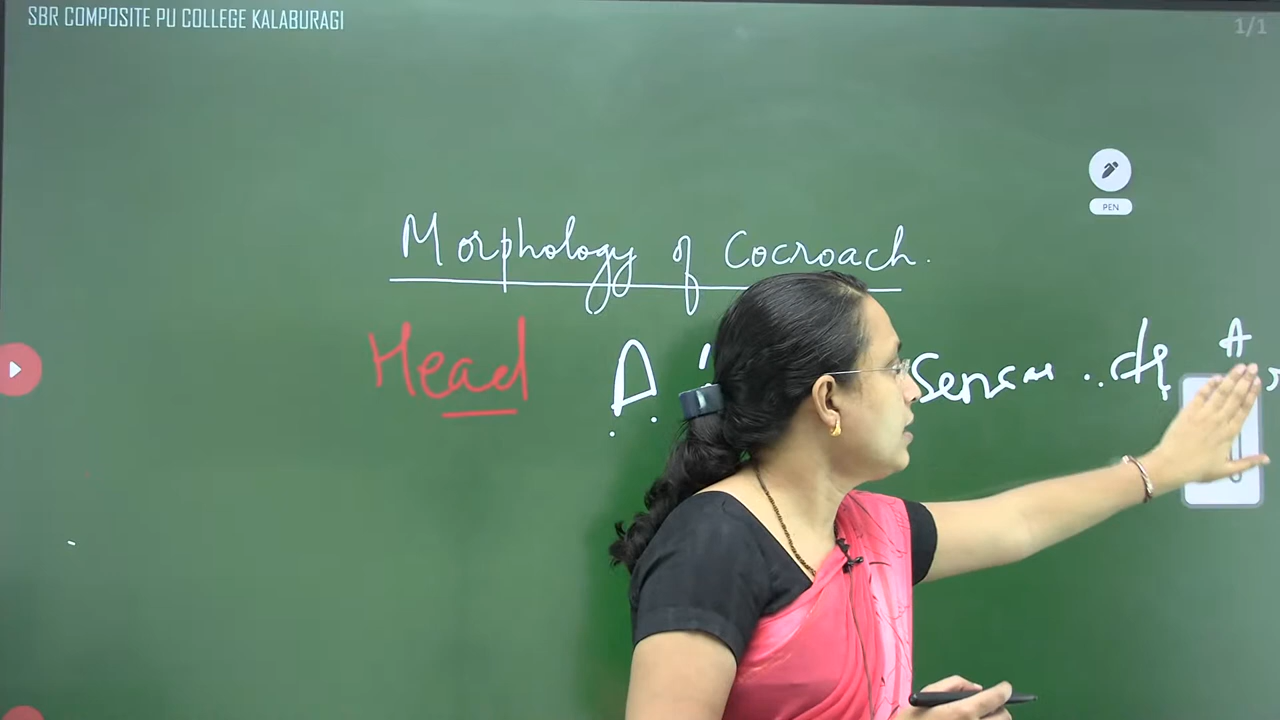 SBR COMPOSITE PU COLLEGE KALABURAGI
1/1
PEN
Morphology of Cocroach.
Head